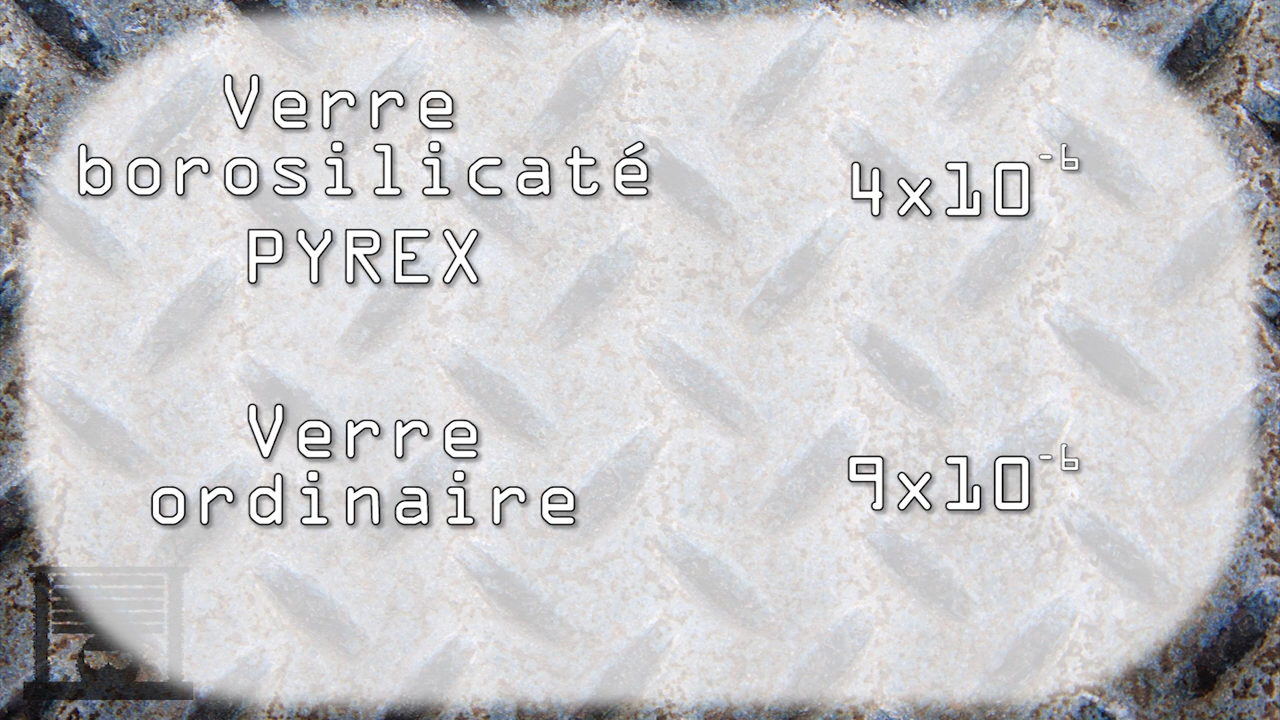 Verre
borosilicaté
PYREX
4x10⁻⁶
Verre
ordinaire
9x10⁻⁶